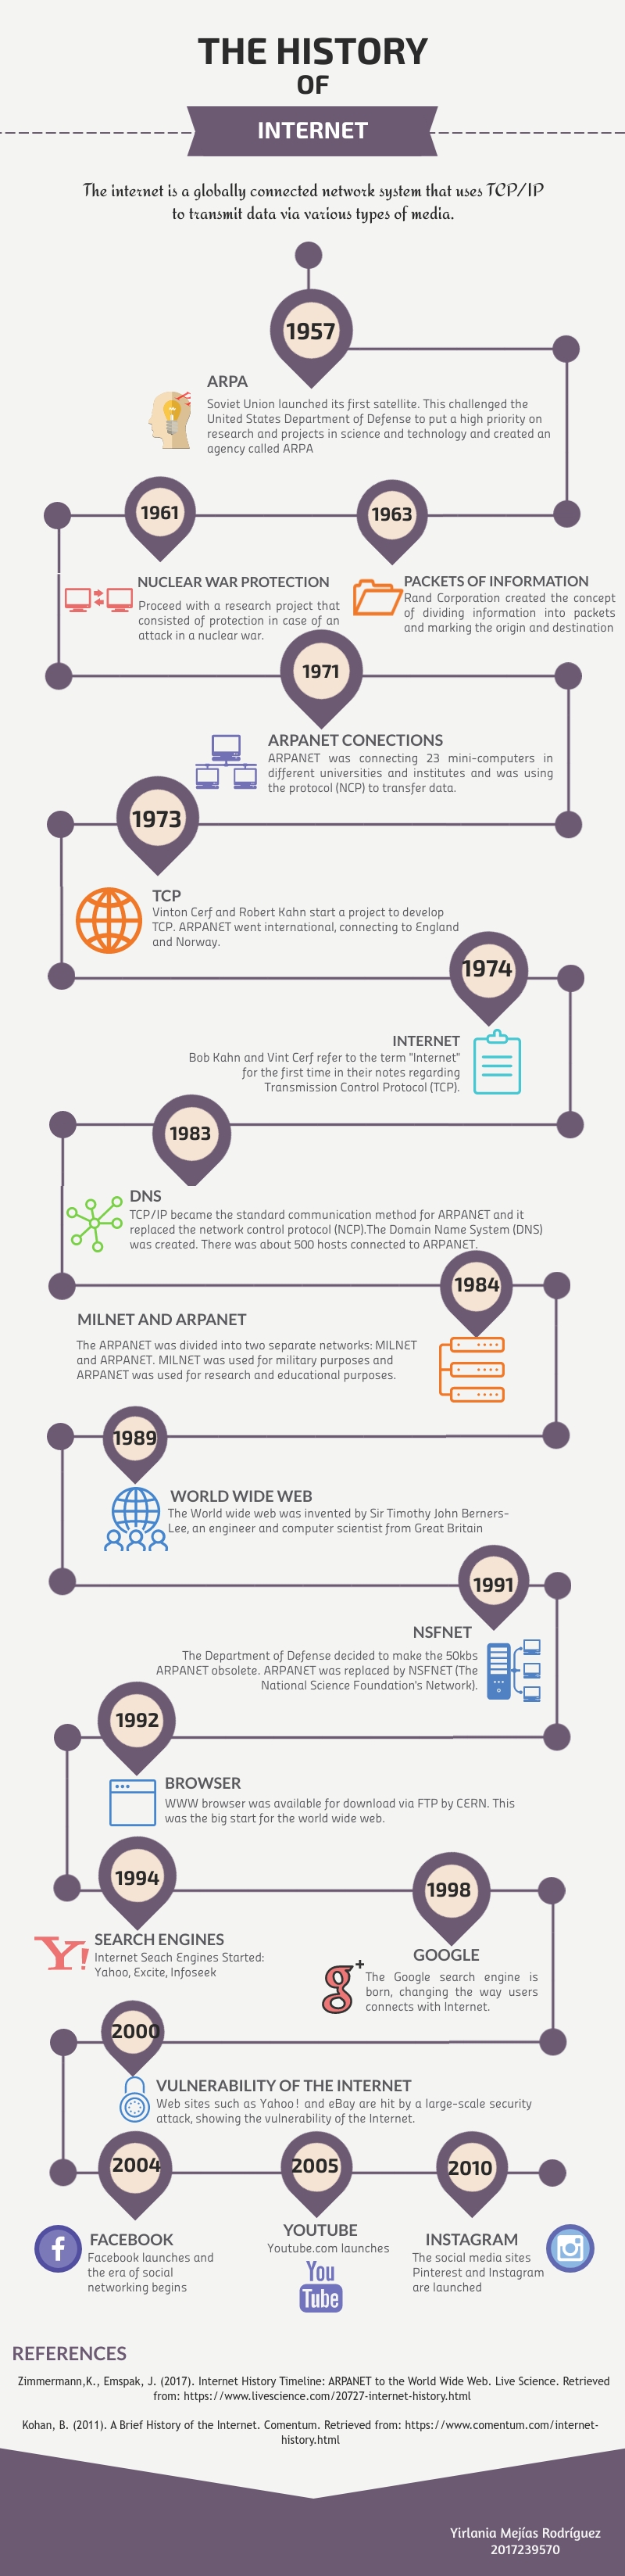 THE HISTORY
OF
INTERNET
The internet is a globally connected network system that uses TCP/IP
to transmit data via various types of media.
1957
ARPA
Soviet Union launched its first satellite. This challenged the
United States Department of Defense to put a high priority on
research and projects in science and technology and created an
agency called ARPA
1961
NUCLEAR WAR PROTECTION
Proceed with a research project that
consisted of protection in case of an
attack in a nuclear war.
1963
PACKETS OF INFORMATION
Rand Corporation created the concept
of dividing information into packets
and marking the origin and destination
1971
ARPANET CONECTIONS
ARPANET was connecting 23 mini-computers in
different universities and institutes and was using
the protocol (NCP) to transfer data.
1973
TCP
Vinton Cerf and Robert Kahn start a project to develop
TCP. ARPANET went international, connecting to England
and Norway.
1974
INTERNET
Bob Kahn and Vint Cerf refer to the term "Internet"
for the first time in their notes regarding
Transmission Control Protocol (TCP).
1983
DNS
TCP/IP became the standard communication method for ARPANET and it
replaced the network control protocol (NCP).The Domain Name System (DNS)
was created. There was about 500 hosts connected to ARPANET.
1984
MILNET AND ARPANET
The ARPANET was divided into two separate networks: MILNET
and ARPANET. MILNET was used for military purposes and
ARPANET was used for research and educational purposes.
1989
WORLD WIDE WEB
The World wide web was invented by Sir Timothy John Berners-
Lee, an engineer and computer scientist from Great Britain
1991
NSFNET
The Department of Defense decided to make the 50kbs
ARPANET obsolete. ARPANET was replaced by NSFNET (The
National Science Foundation's Network).
1992
BROWSER
WWW browser was available for download via FTP by CERN. This
was the big start for the world wide web.
1994
SEARCH ENGINES
Y!
Internet Seach Engines Started:
Yahoo, Excite, Infoseek
1998
GOOGLE
g+
The Google search engine is
born, changing the way users
connects with Internet.
2000
VULNERABILITY OF THE INTERNET
Web sites such as Yahoo! and eBay are hit by a large-scale security
attack, showing the vulnerability of the Internet.
2004
f
FACEBOOK
Facebook launches and
the era of social
networking begins
2005
YOUTUBE
Youtube.com launches
You
Tube
2010
INSTAGRAM
The social media sites
Pinterest and Instagram
are launched
REFERENCES
Zimmermann,K., Emspak, J. (2017). Internet History Timeline: ARPANET to the World Wide Web. Live Science. Retrieved
from: https://www.livescience.com/20727-internet-history.html
Kohan, B. (2011). A Brief History of the Internet. Comentum. Retrieved from: https://www.comentum.com/internet-
history.html
Yirlania Mejías Rodríguez
2017239570